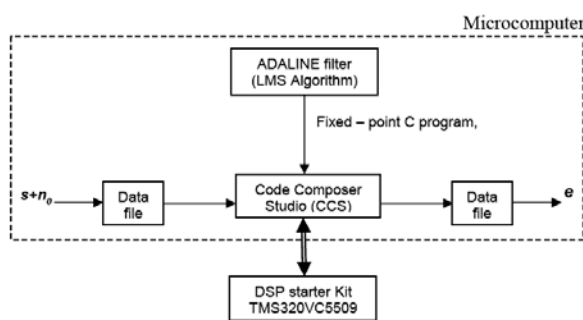 Microcomputer
ADALINE filter
(LMS Algorithm)
Fixed – point C program,
s+n₀
Data
file
Code Composer
Studio (CCS)
Data
file
e
DSP starter Kit
TMS320VC5509